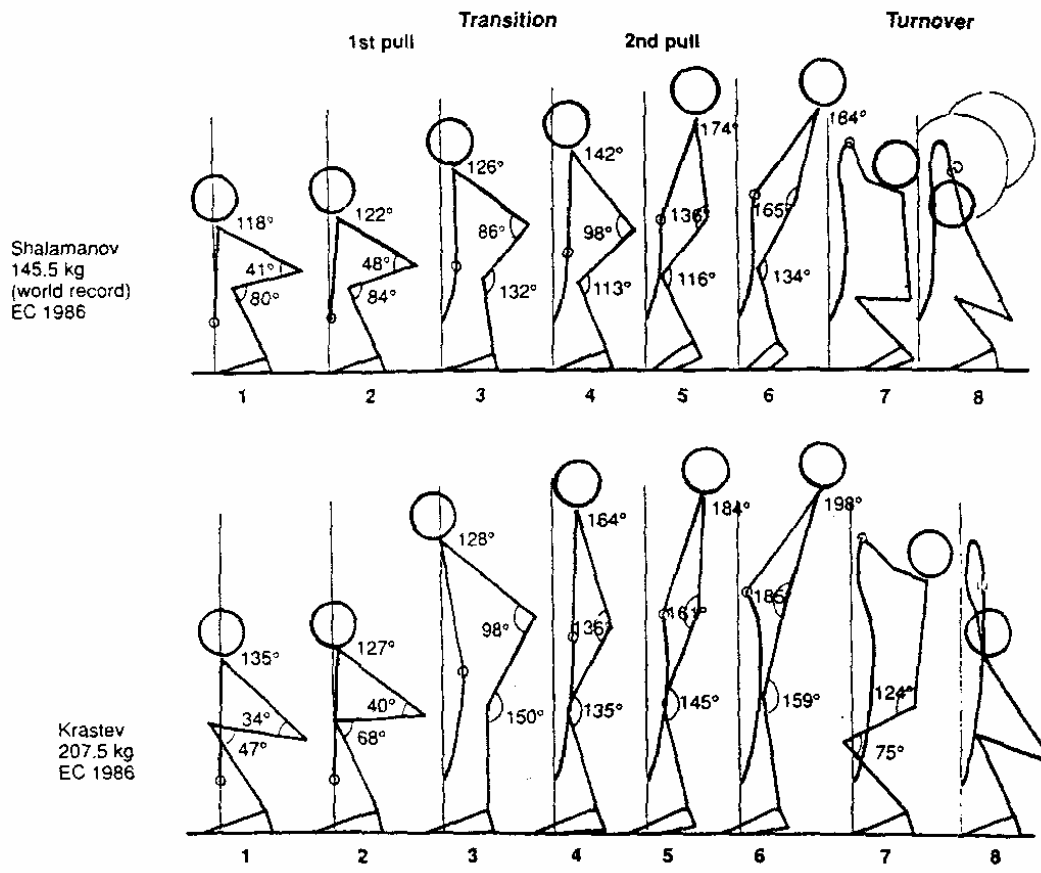 Transition
Turnover
1st pull
2nd pull
Shalamanov
145.5 kg
(world record)
EC 1986
118°
41°
80°
122°
48°
84°
126°
86°
132°
142°
98°
113°
174°
136°
116°
164°
165°
134°
1 2 3 4 5 6 7 8
Krastev
207.5 kg
EC 1986
135°
34°
47°
127°
40°
68°
128°
98°
150°
164°
136°
135°
184°
161°
145°
198°
185°
159°
124°
75°
1 2 3 4 5 6 7 8